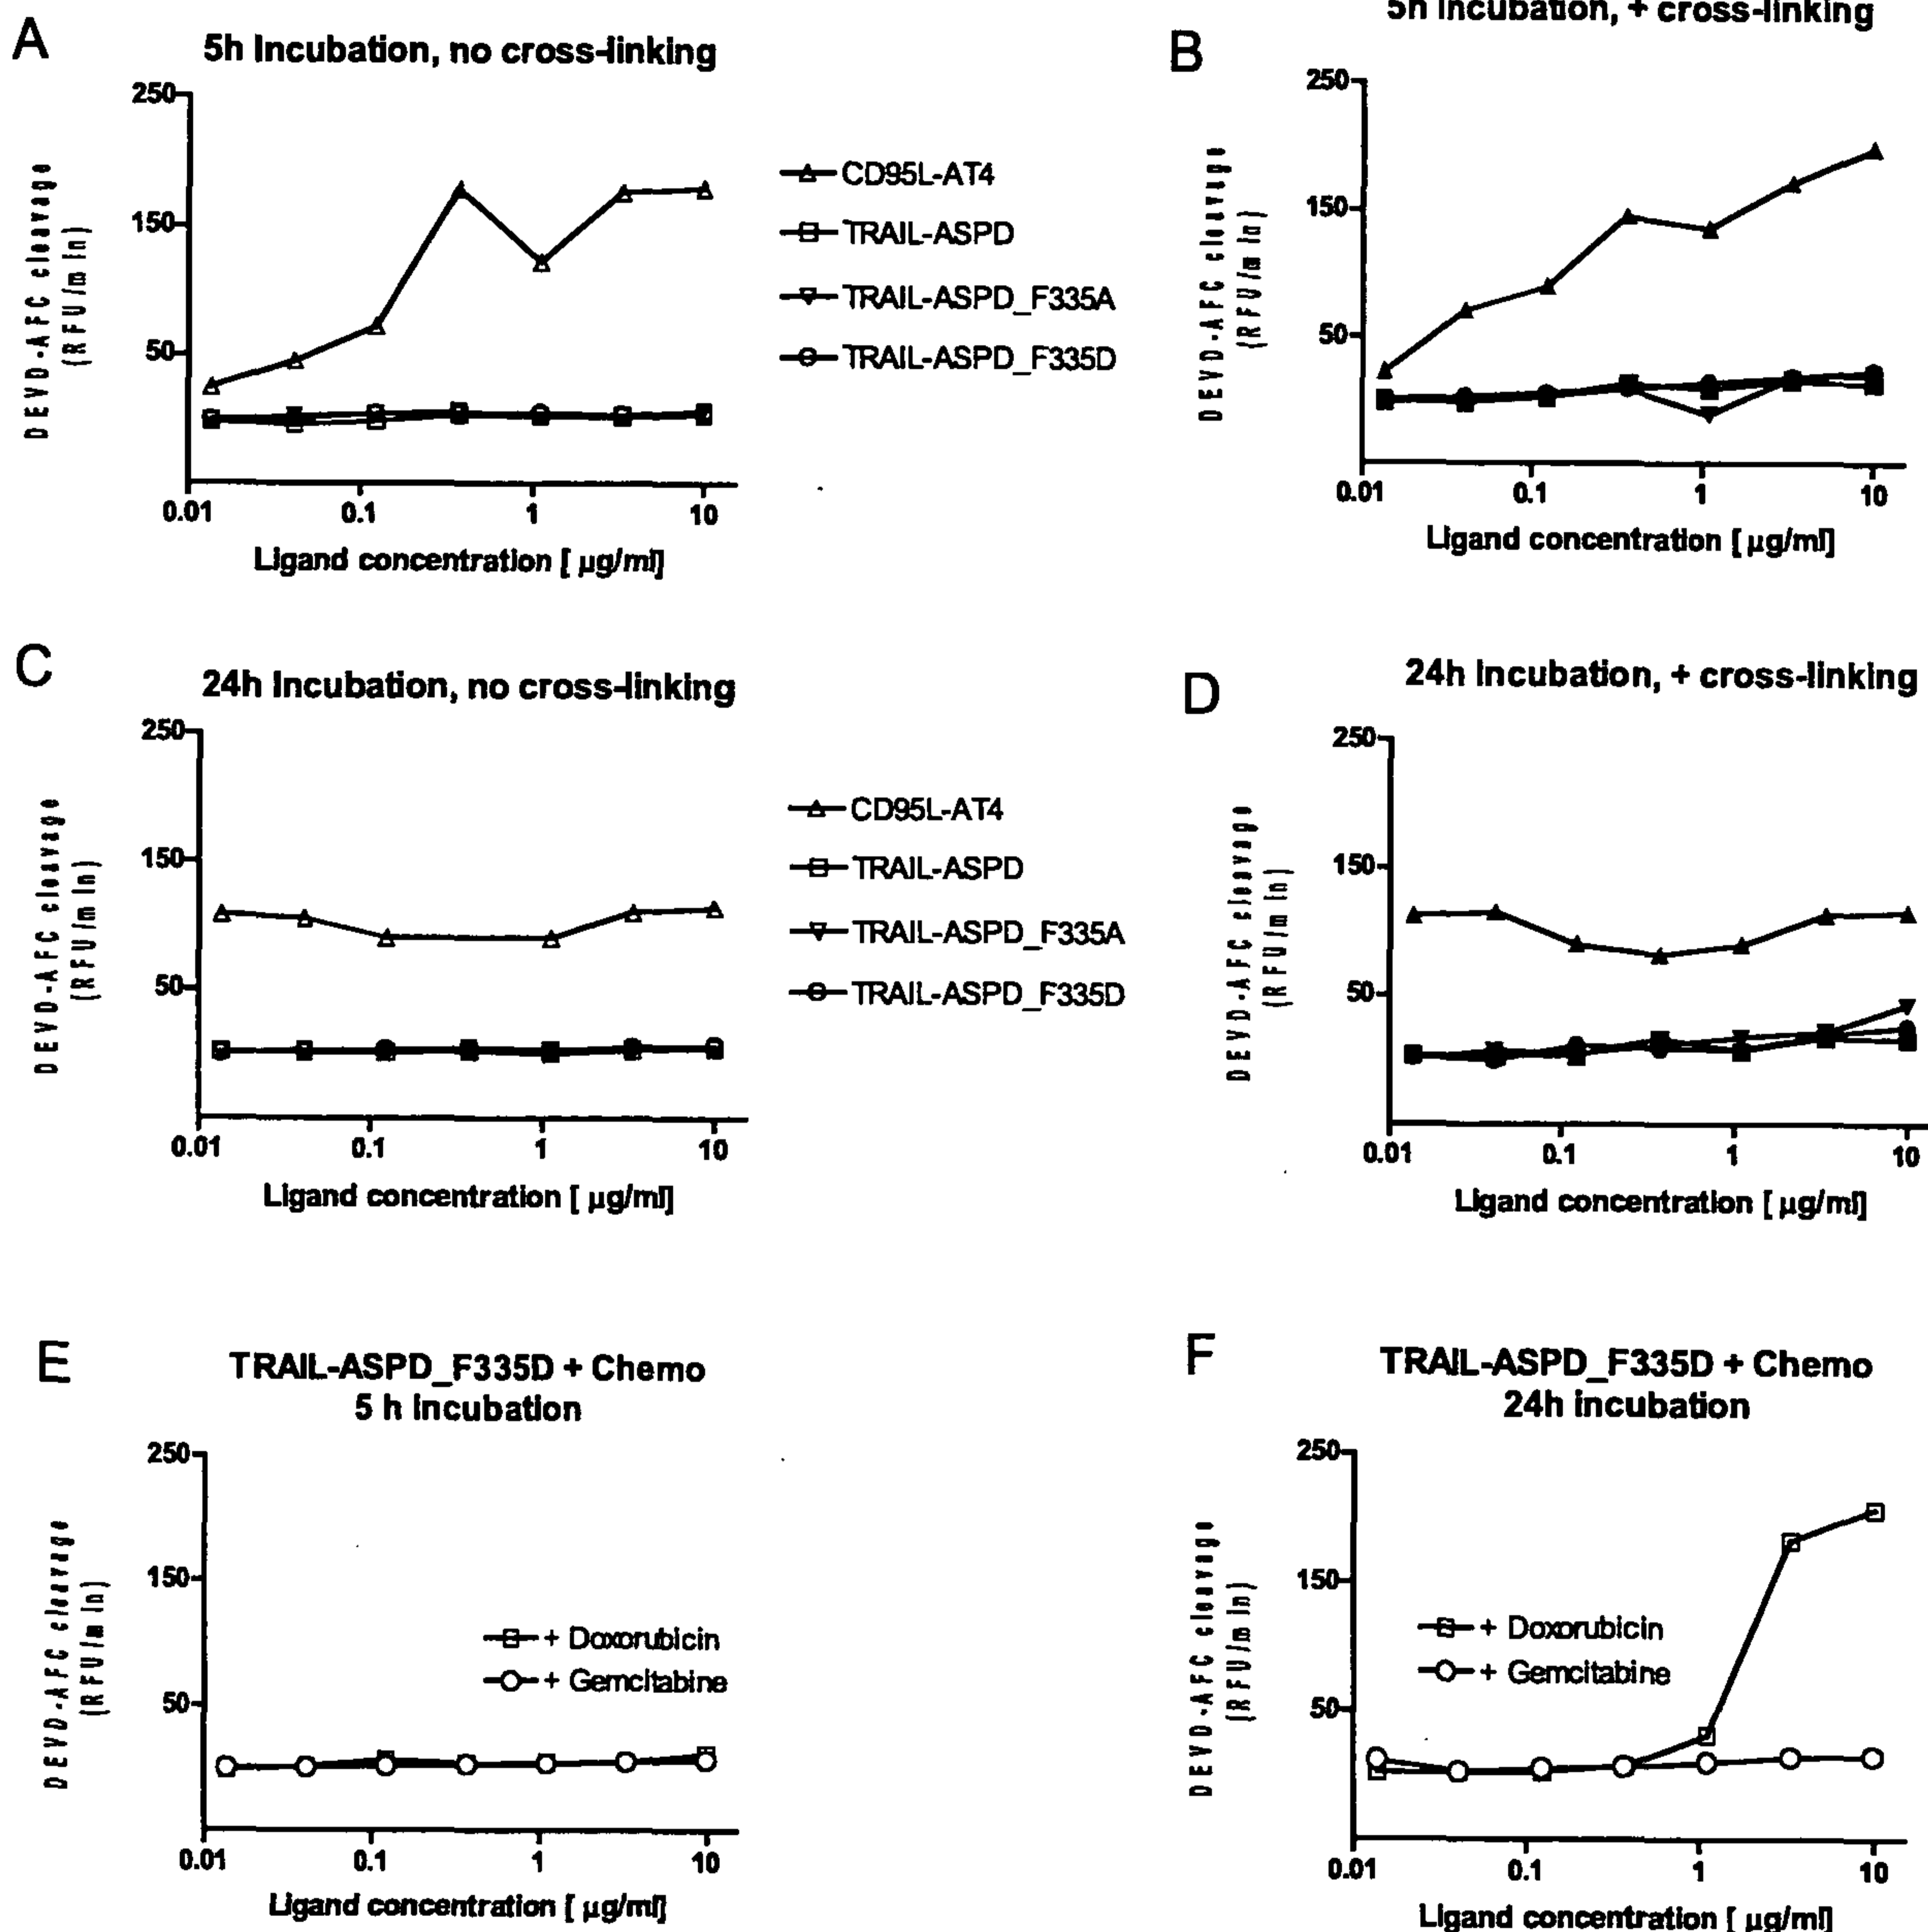 A
5h Incubation, no cross-linking
250
150
50
DEVD-AFC cleavage
(RFU/min)
0.01
0.1
1
10
Ligand concentration [ µg/ml]
CD95L-AT4
TRAIL-ASPD
TRAIL-ASPD_F335A
TRAIL-ASPD_F335D
B
5h Incubation, + cross-linking
250
150
50
DEVD-AFC cleavage
(RFU/min)
0.01
0.1
1
10
Ligand concentration [ µg/ml]
C
24h Incubation, no cross-linking
250
150
50
DEVD-AFC cleavage
(RFU/min)
0.01
0.1
1
10
Ligand concentration [ µg/ml]
CD95L-AT4
TRAIL-ASPD
TRAIL-ASPD_F335A
TRAIL-ASPD_F335D
D
24h Incubation, + cross-linking
250
150
50
DEVD-AFC cleavage
(RFU/min)
0.01
0.1
1
10
Ligand concentration [ µg/ml]
E
TRAIL-ASPD_F335D + Chemo
5 h Incubation
250
150
50
DEVD-AFC cleavage
(RFU/min)
+ Doxorubicin
+ Gemcitabine
0.01
0.1
1
10
Ligand concentration [ µg/ml]
F
TRAIL-ASPD_F335D + Chemo
24h incubation
250
150
50
DEVD-AFC cleavage
(RFU/min)
+ Doxorubicin
+ Gemcitabine
0.01
0.1
1
10
Ligand concentration [ µg/ml]